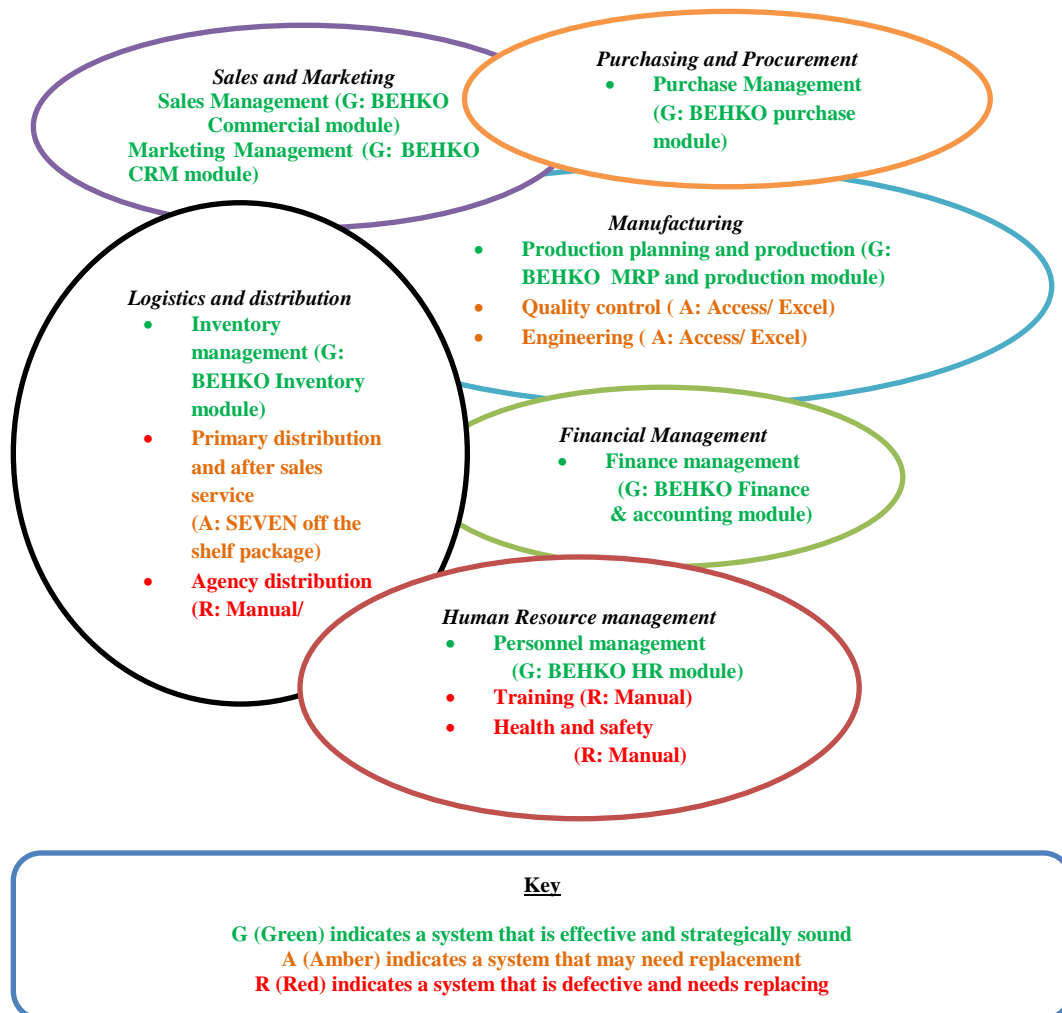 Sales and Marketing
Sales Management (G: BEHKO
Commercial module)
Marketing Management (G: BEHKO
CRM module)
Purchasing and Procurement
• Purchase Management
(G: BEHKO purchase
module)
Manufacturing
• Production planning and production (G:
BEHKO MRP and production module)
• Quality control ( A: Access/ Excel)
• Engineering ( A: Access/ Excel)
Logistics and distribution
• Inventory
management (G:
BEHKO Inventory
module)
• Primary distribution
and after sales
service
(A: SEVEN off the
shelf package)
• Agency distribution
(R: Manual/
Financial Management
• Finance management
(G: BEHKO Finance
& accounting module)
Human Resource management
• Personnel management
(G: BEHKO HR module)
• Training (R: Manual)
• Health and safety
(R: Manual)
Key
G (Green) indicates a system that is effective and strategically sound
A (Amber) indicates a system that may need replacement
R (Red) indicates a system that is defective and needs replacing